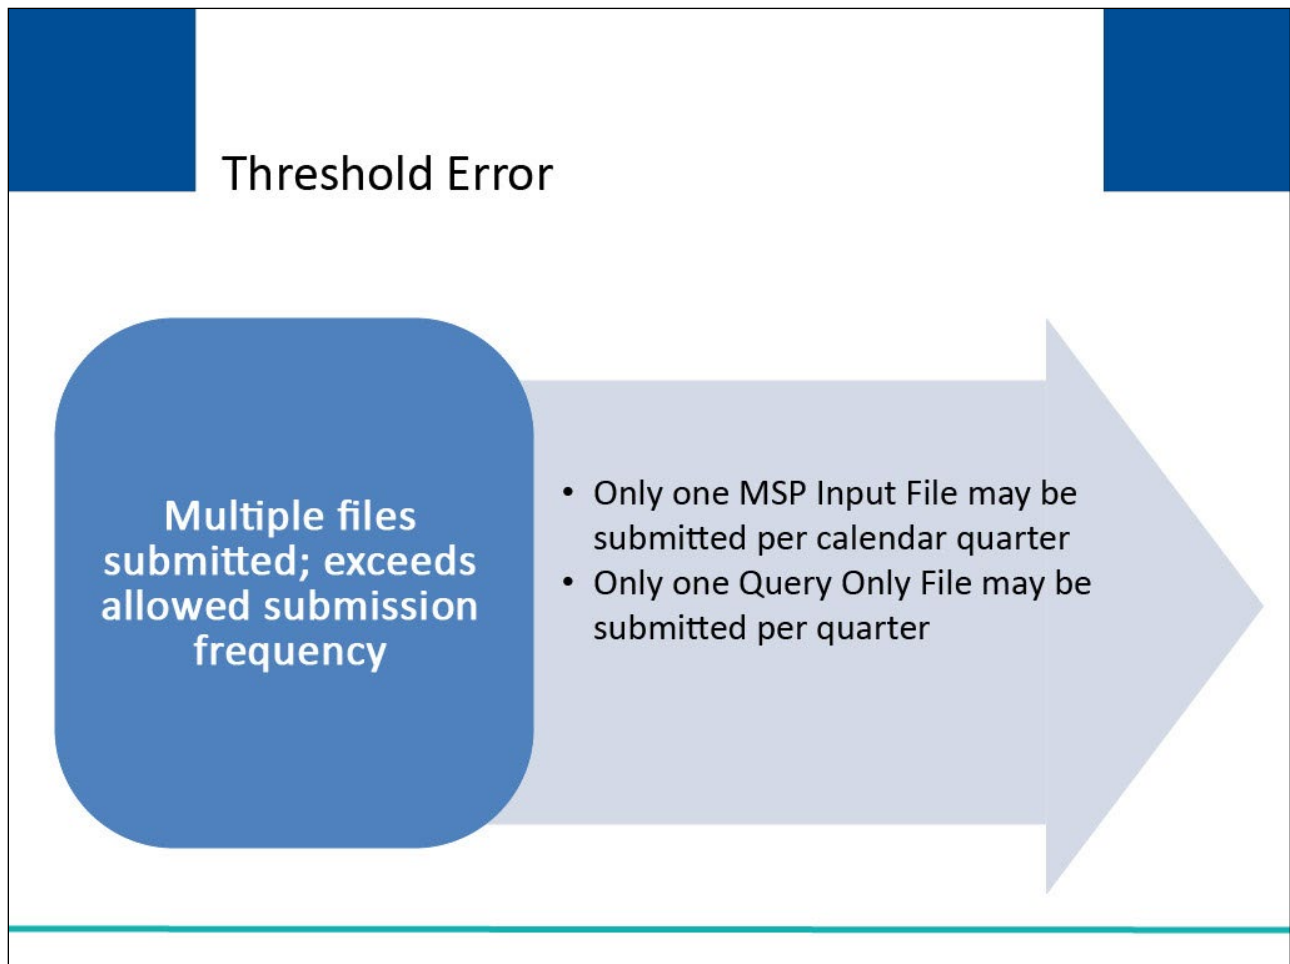 Threshold Error
Multiple files
submitted; exceeds
allowed submission
frequency
• Only one MSP Input File may be
submitted per calendar quarter
• Only one Query Only File may be
submitted per quarter